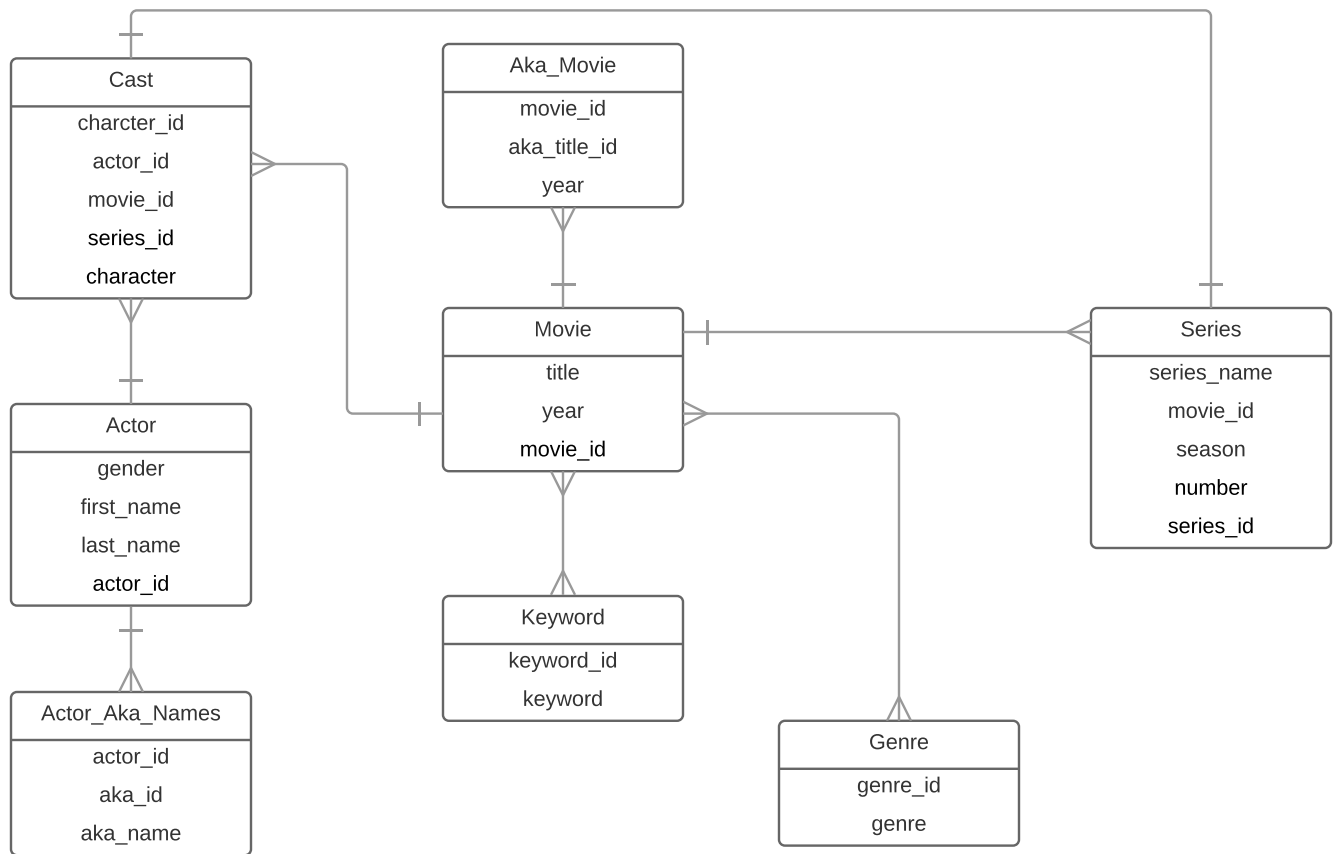 Cast
charcter_id
actor_id
movie_id
series_id
character
Aka_Movie
movie_id
aka_title_id
year
Movie
title
year
movie_id
Series
series_name
movie_id
season
number
series_id
Actor
gender
first_name
last_name
actor_id
Keyword
keyword_id
keyword
Actor_Aka_Names
actor_id
aka_id
aka_name
Genre
genre_id
genre